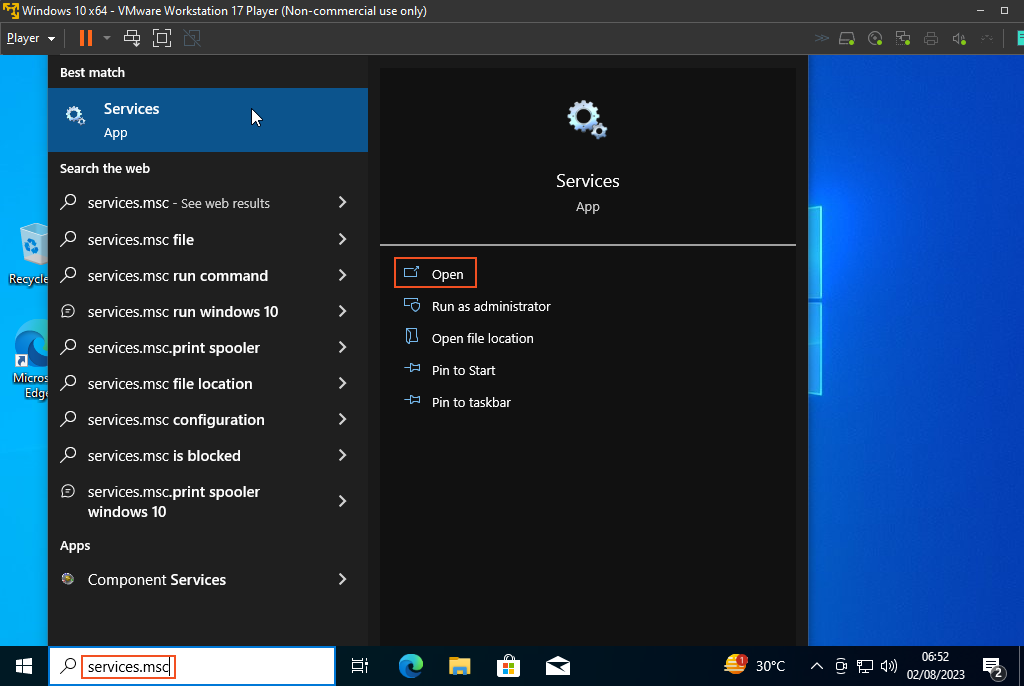 Windows 10 x64 - VMware Workstation 17 Player (Non-commercial use only)
Player
Best match
Services
App
Search the web
services.msc - See web results
services.msc file
services.msc run command
services.msc run windows 10
services.msc.print spooler
services.msc file location
services.msc configuration
services.msc is blocked
services.msc.print spooler
windows 10
Apps
Component Services
Services
App
Open
Run as administrator
Open file location
Pin to Start
Pin to taskbar
Recycle
Micros
Edge
services.msc
1
30°C
06:52
02/08/2023
2